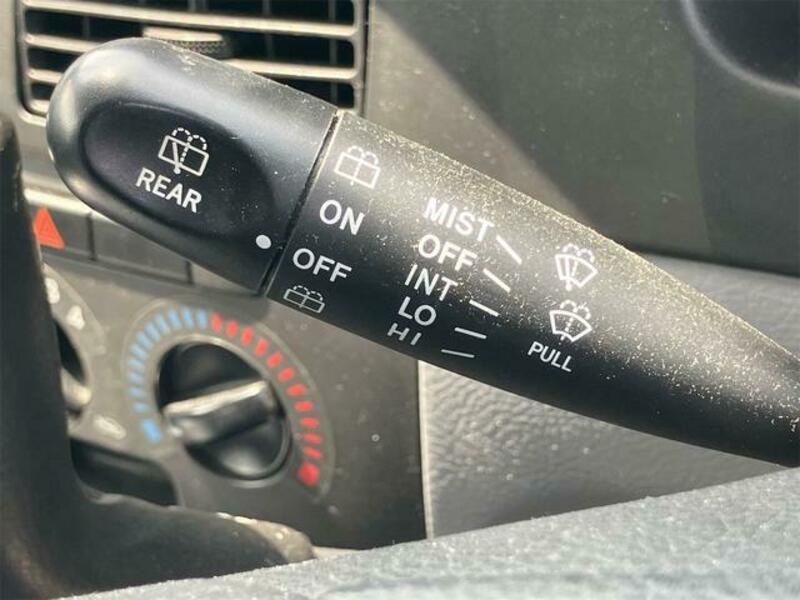 REAR
ON
OFF
MIST
OFF
INT
LO
HI
PULL